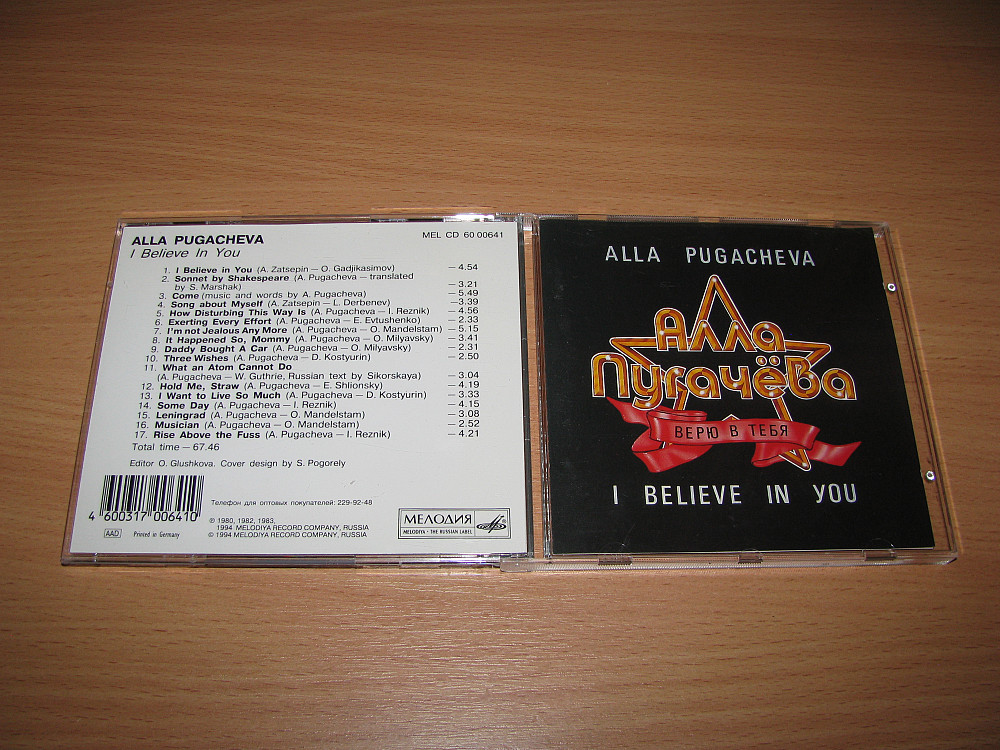 ALLA PUGACHEVA
MEL CD 60 00641
I Believe In You
1. I Believe in You (A. Zatsepin — O. Gadjikasimov) — 4.54
2. Sonnet by Shakespeare (A. Pugacheva — translated
by S. Marshak) — 3.21
3. Come (music and words by A. Pugacheva) — 5.49
4. Song about Myself (A. Zatsepin — L. Derbenev) —3.39
5. How Disturbing This Way Is (A. Pugacheva — I. Reznik) — 4.56
6. Exerting Every Effort (A. Pugacheva — E. Evtushenko) — 2.33
7. I'm not Jealous Any More (A. Pugacheva — O. Mandelstam) — 5.15
8. It Happened So, Mommy (A. Pugacheva — O. Milyavsky) — 3.41
9. Daddy Bought A Car (A. Pugacheva — O. Milyavsky) — 2.31
10. Three Wishes (A. Pugacheva — D. Kostyurin) — 2.50
11. What an Atom Cannot Do
(A. Pugacheva — W. Guthrie, Russian text by Sikorskaya) — 3.04
12. Hold Me, Straw (A. Pugacheva — E. Shlionsky) — 4.19
13. I Want to Live So Much (A. Pugacheva — D. Kostyurin) — 3.33
14. Some Day (A. Pugacheva — I. Reznik) — 4.15
15. Leningrad (A. Pugacheva — O. Mandelstam) — 3.08
16. Musician (A. Pugacheva — O. Mandelstam) — 2.52
17. Rise Above the Fuss (A. Pugacheva — I. Reznik) — 4.21
Total time — 67.46
Editor O. Glushkova. Cover design by S. Pogorely
4 600317 006410
Телефон для оптовых покупателей: 229-92-48
AAD
Printed in Germany
℗ 1980, 1982, 1983,
1994 MELODIYA RECORD COMPANY, RUSSIA
© 1994 MELODIYA RECORD COMPANY, RUSSIA
МЕЛОДИЯ
MELODIYA - THE RUSSIAN LABEL
ALLA PUGACHEVA
Алла
Пугачёва
ВЕРЮ В ТЕБЯ
I BELIEVE IN YOU